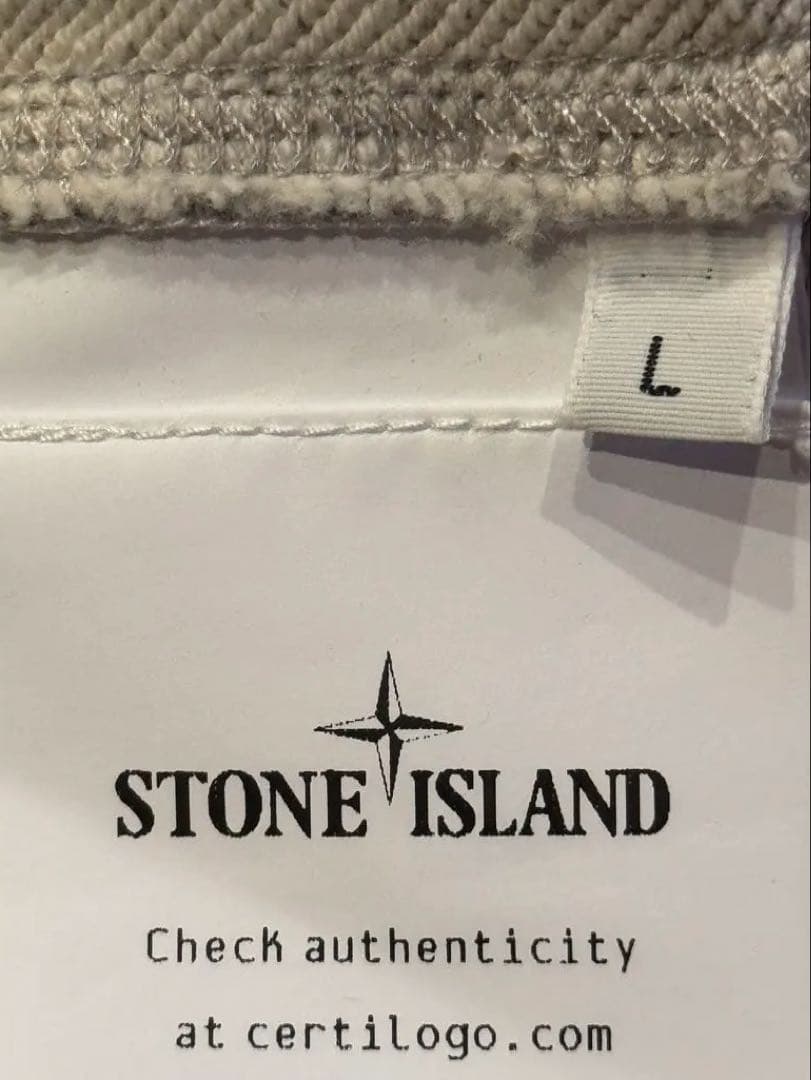 L
STONE ISLAND
Check authenticity
at certilogo.com